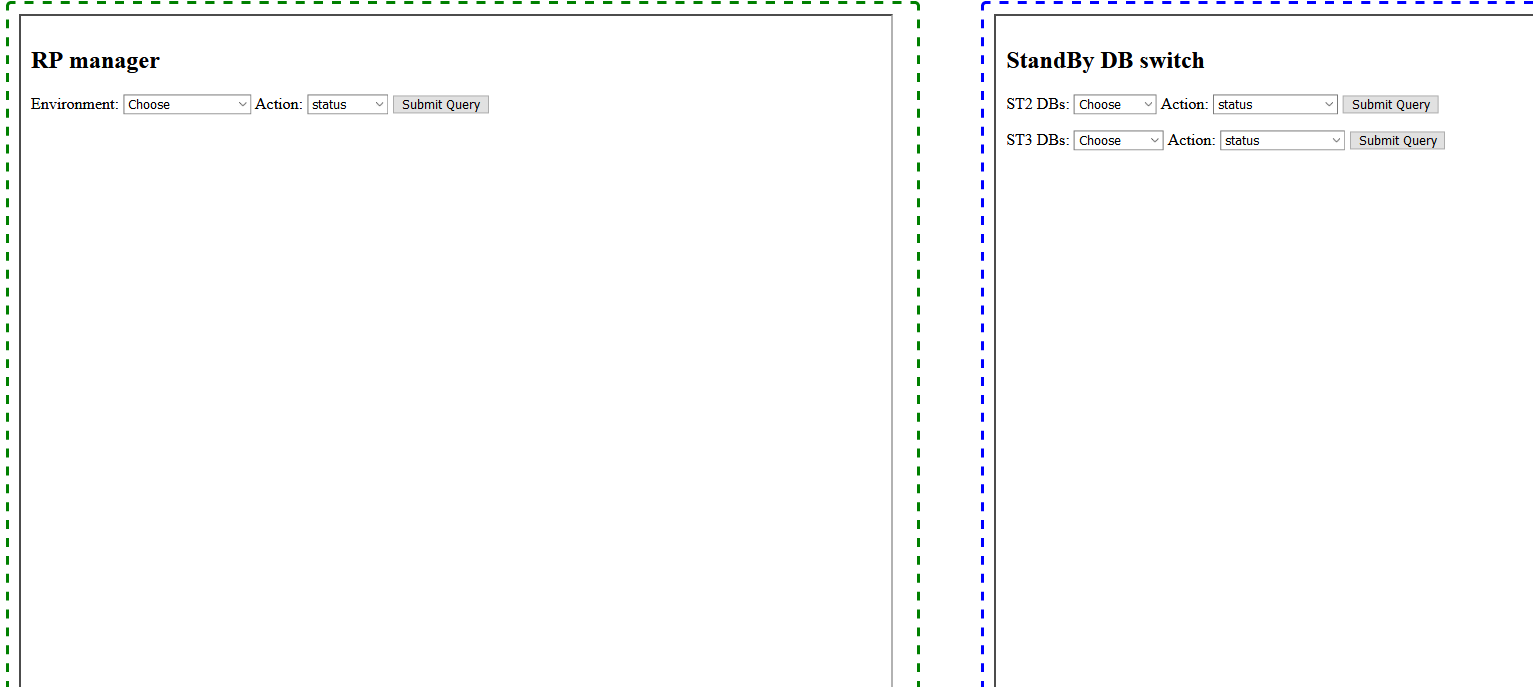 RP manager
Environment: Choose Action: status Submit Query
StandBy DB switch
ST2 DBs: Choose Action: status Submit Query
ST3 DBs: Choose Action: status Submit Query